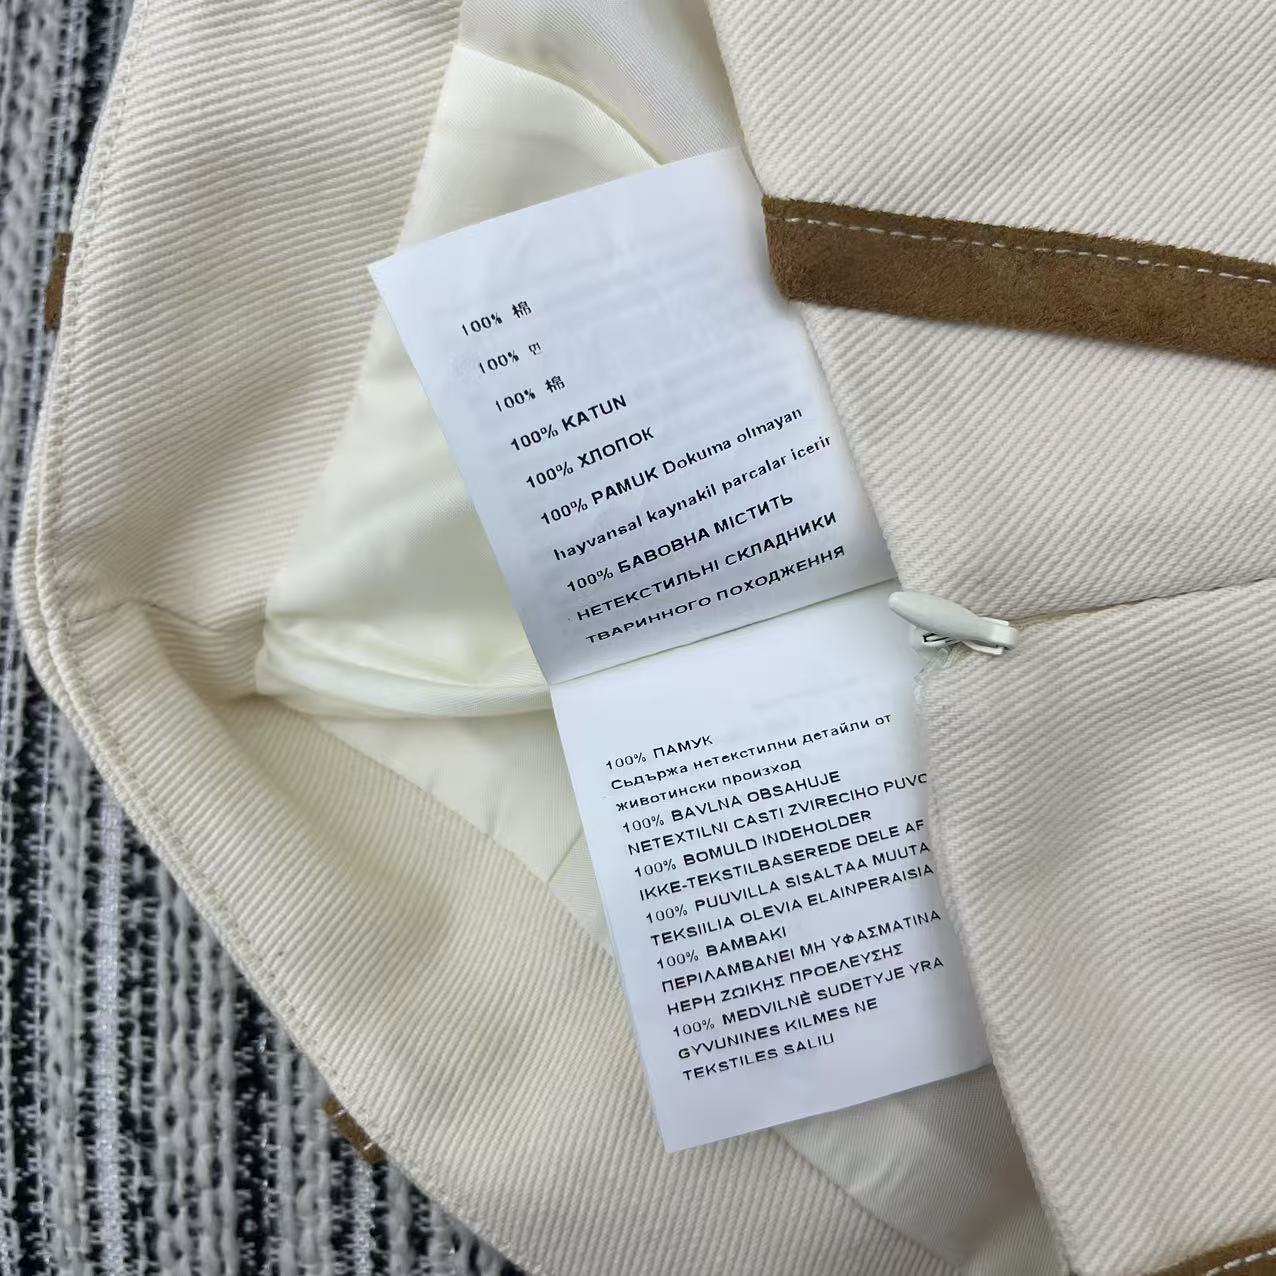 100% 棉
100% 면
100% 棉
100% KATUN
100% ХЛОПОК
100% PAMUK Dokuma olmayan
hayvansal kaynakil parcalar icerir
100% БАВОВНА МІСТИТЬ
НЕТЕКСТИЛЬНІ СКЛАДНИКИ
ТВАРИННОГО ПОХОДЖЕННЯ
100% ПАМУК
Съдържа нетекстилни детайли от
животински произход
100% BAVLNA OBSAHUJE
NETEXTILNI CASTI ZVIRECIHO PUVO
100% BOMULD INDEHOLDER
IKKE-TEKSTILBASEREDE DELE AF
100% PUUVILLA SISALTAA MUUTA
TEKSIILIA OLEVIA ELAINPERAISIA
100% BAMBAKI
ΠΕΡΙΛΑΜΒΑΝΕΙ ΜΗ ΥΦΑΣΜΑΤΙΝΑ
ΗΕΡΗ ΖΩΙΚΗΣ ΠΡΟΕΛΕΥΣΗΣ
100% MEDVILNĖ SUDETYJE YRA
GYVUNINES KILMES NE
TEKSTILES SALIU